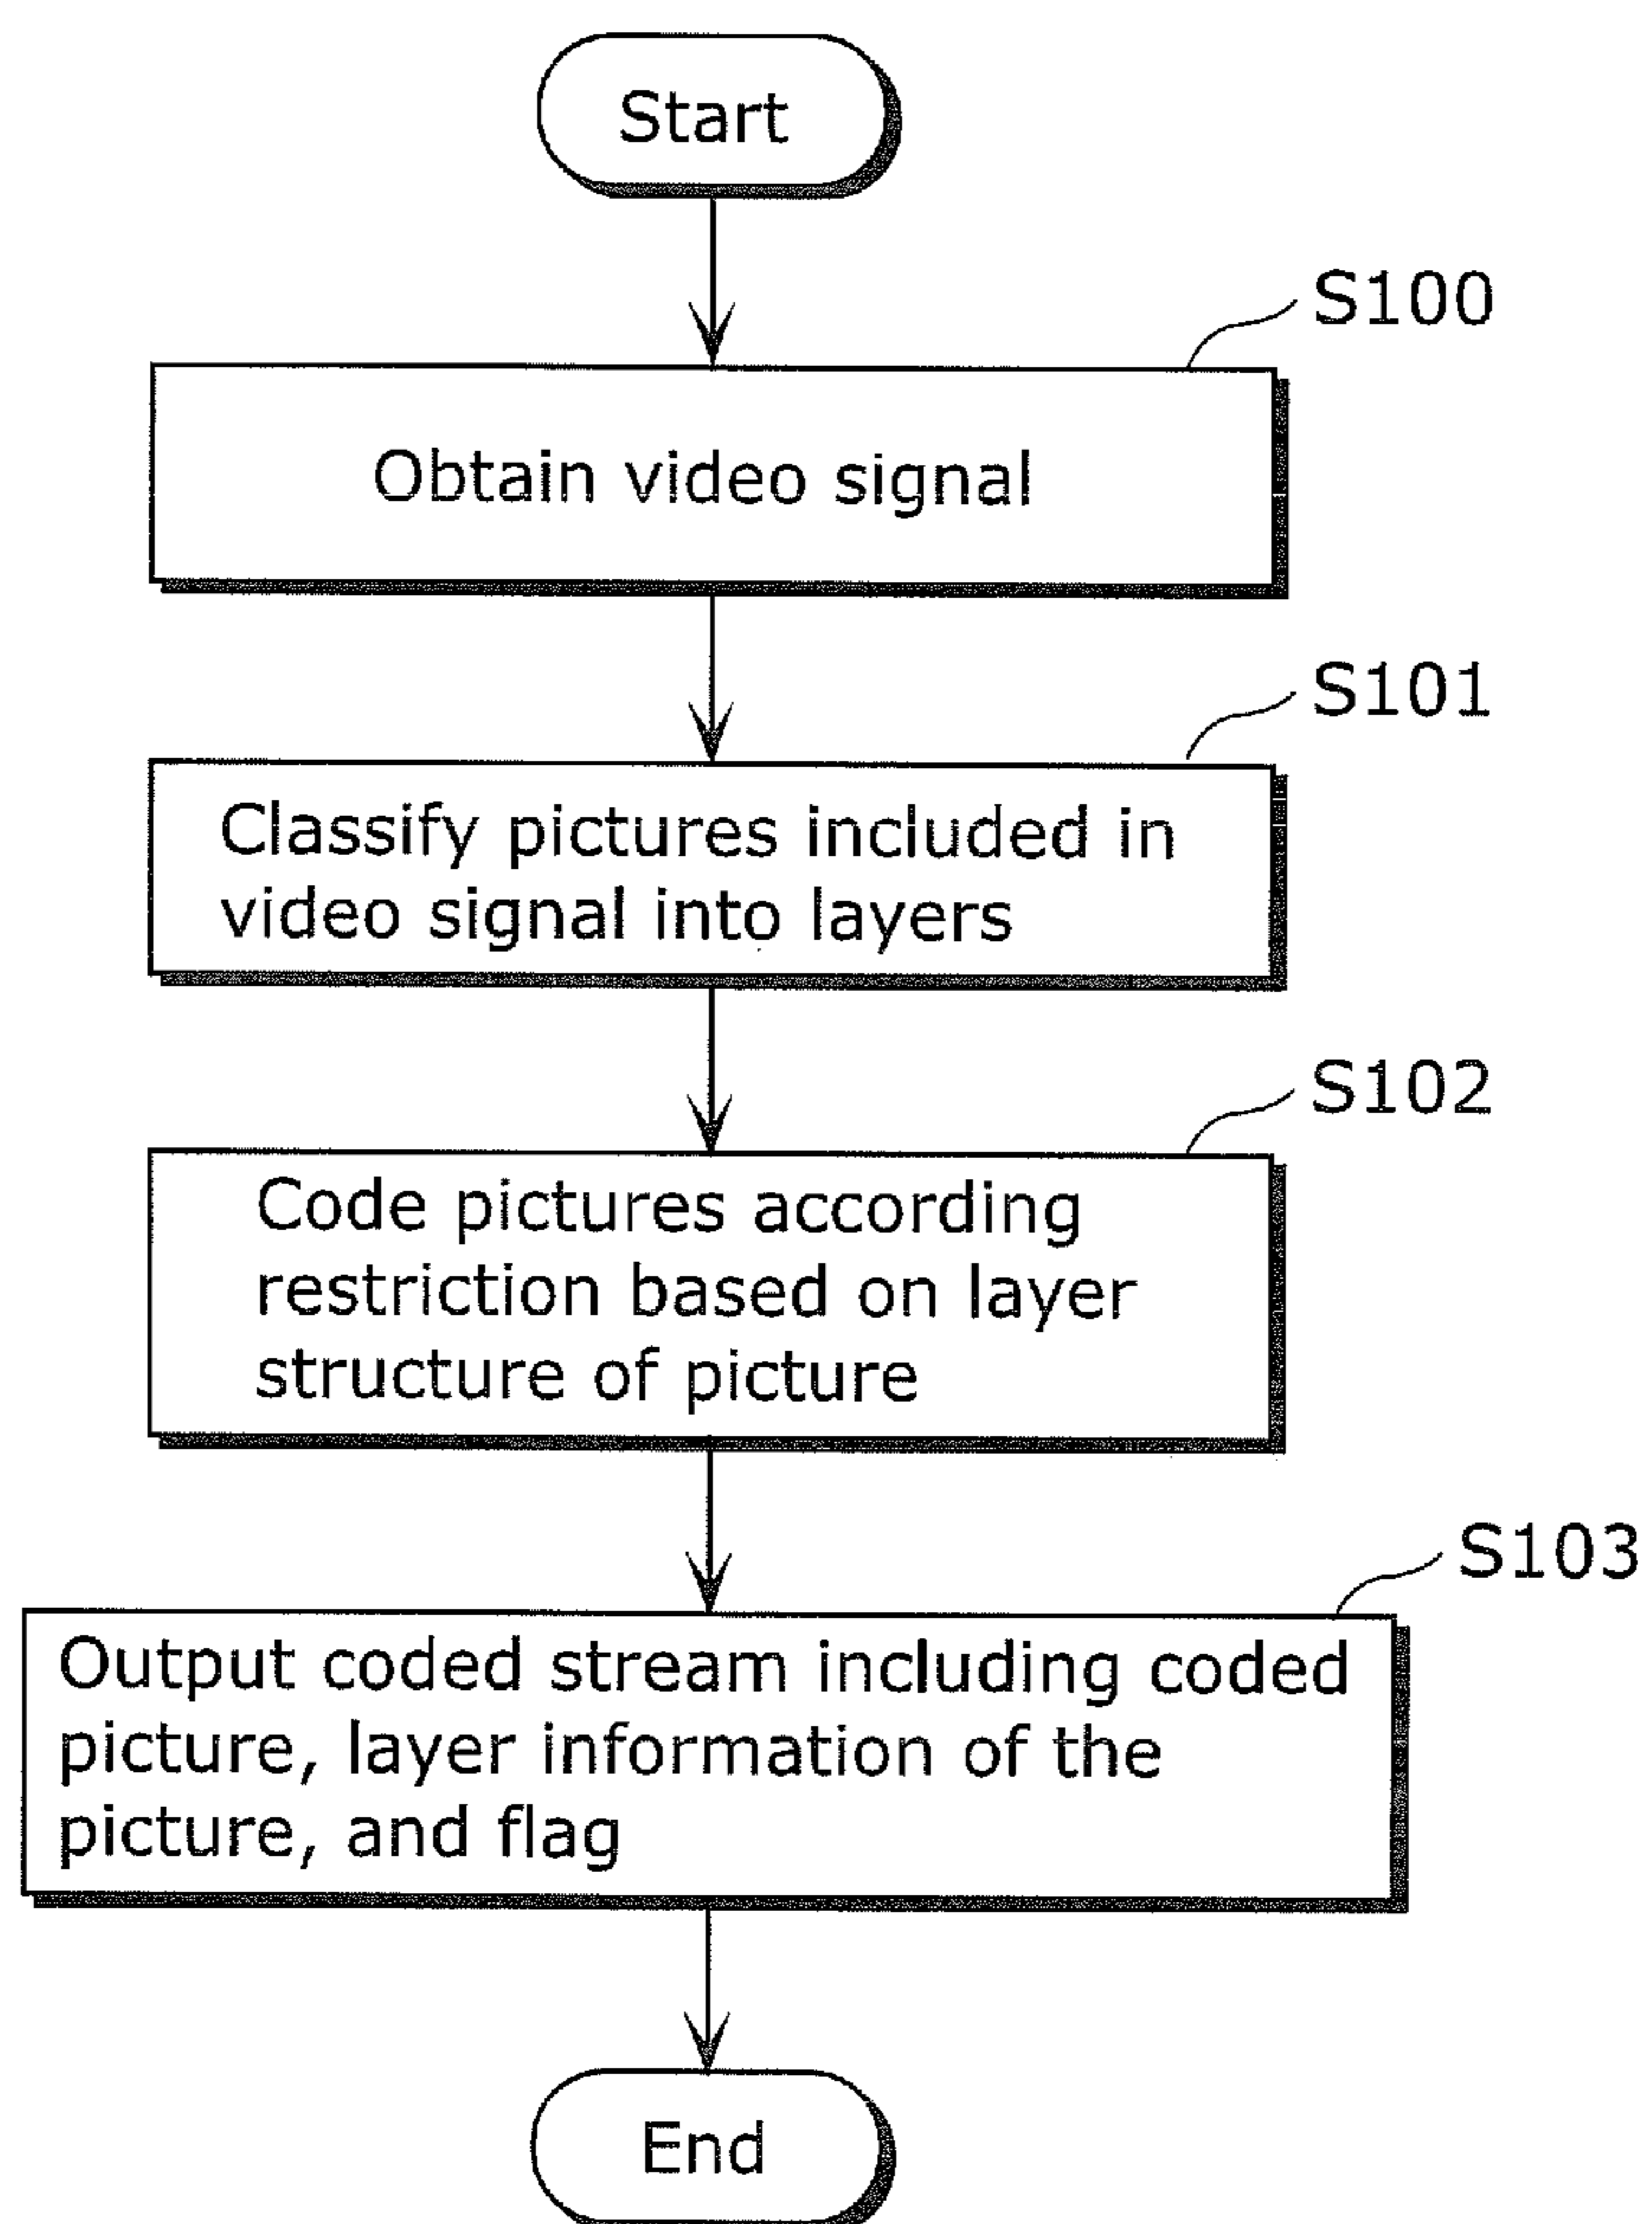 Start
S100
Obtain video signal
S101
Classify pictures included in
video signal into layers
S102
Code pictures according
restriction based on layer
structure of picture
S103
Output coded stream including coded
picture, layer information of the
picture, and flag
End